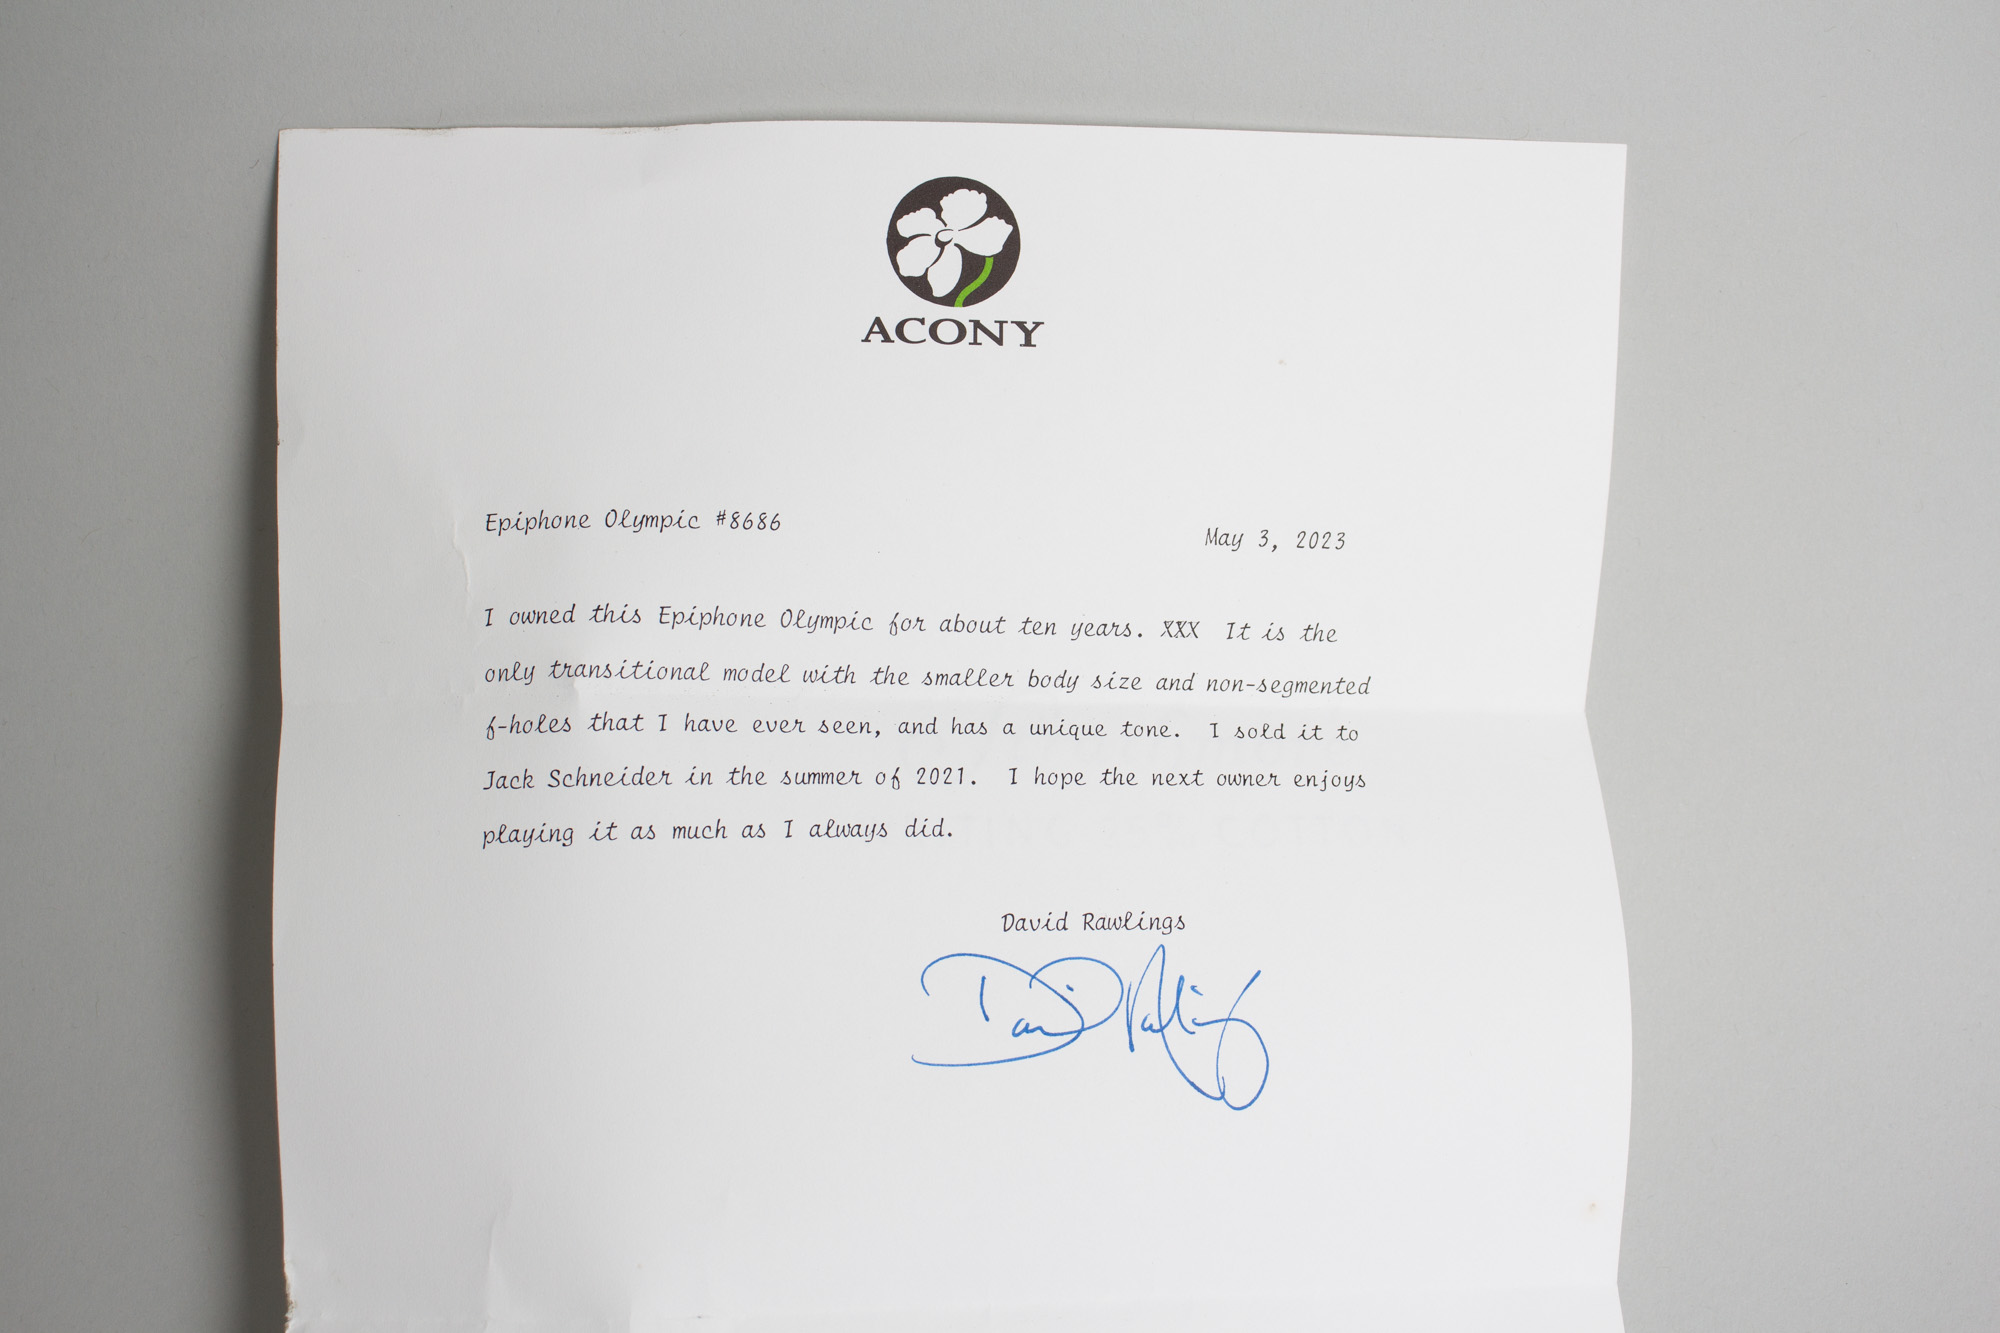 ACONY
Epiphone Olympic #8686
May 3, 2023
I owned this Epiphone Olympic for about ten years. XXX It is the
only transitional model with the smaller body size and non-segmented
f-holes that I have ever seen, and has a unique tone. I sold it to
Jack Schneider in the summer of 2021. I hope the next owner enjoys
playing it as much as I always did.
David Rawlings
David Rawlings